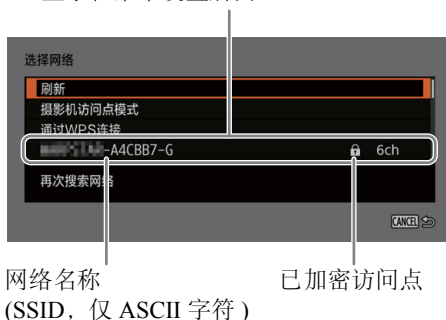 选择网络
刷新
摄影机访问点模式
通过WPS连接
-A4CBB7-G 6ch
再次搜索网络
CANCEL
网络名称
已加密访问点
(SSID，仅 ASCII 字符 )